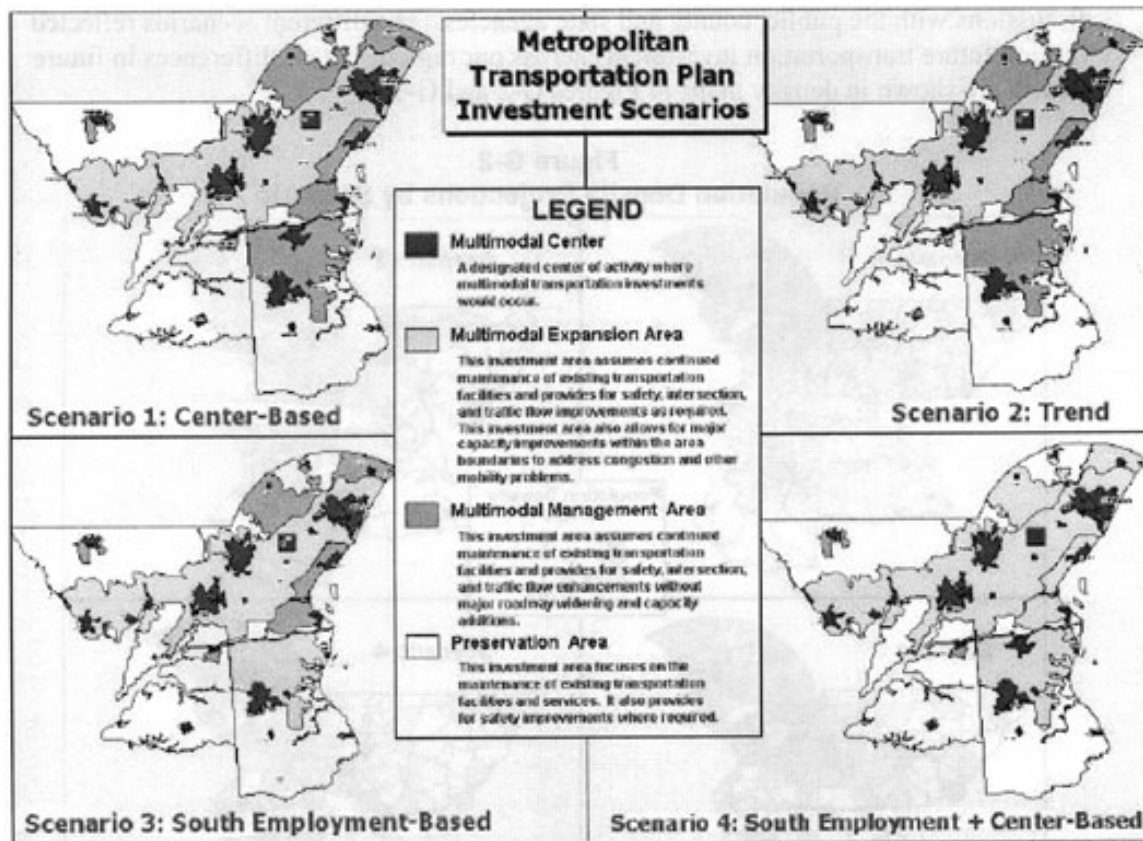 Metropolitan
Transportation Plan
Investment Scenarios
LEGEND
Multimodal Center
A designated center of activity where
multimodal transportation investments
would occur.
Multimodal Expansion Area
This investment area assumes continued
maintenance of existing transportation
facilities and provides for safety, intersection,
and traffic flow improvements as required.
This investment area also allows for major
capacity improvements within the area
boundaries to address congestion and other
mobility problems.
Multimodal Management Area
This investment area assumes continued
maintenance of existing transportation
facilities and provides for safety, intersection,
and traffic flow enhancements without
major roadway widening and capacity
additions.
Preservation Area
This investment area focuses on the
maintenance of existing transportation
facilities and services. It also provides
for safety improvements where required.
Scenario 1: Center-Based
Scenario 2: Trend
Scenario 3: South Employment-Based
Scenario 4: South Employment + Center-Based